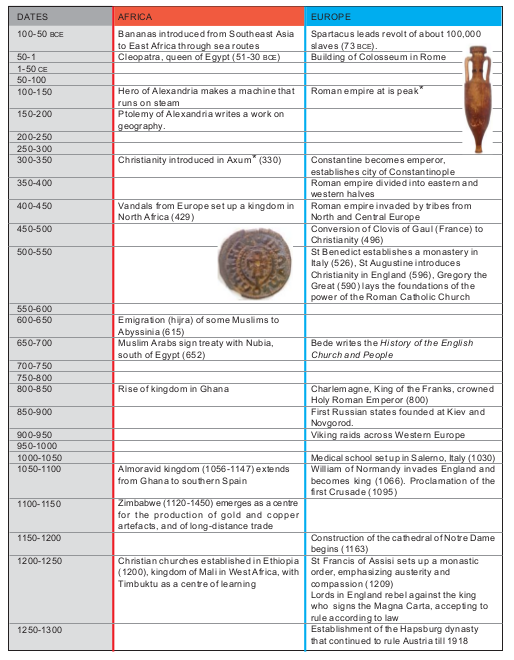 DATES AFRICA EUROPE
100-50 BCE Bananas introduced from Southeast Asia Spartacus leads revolt of about 100,000
to East Africa through sea routes slaves (73 BCE).
50-1 Cleopatra, queen of Egypt (51-30 BCE) Building of Colosseum in Rome
1-50 CE
50-100
100-150 Hero of Alexandria makes a machine that Roman empire at is peak*
runs on steam
150-200 Ptolemy of Alexandria writes a work on
geography.
200-250
250-300
300-350 Christianity introduced in Axum* (330) Constantine becomes emperor,
establishes city of Constantinople
350-400 Roman empire divided into eastern and
western halves
400-450 Vandals from Europe set up a kingdom in Roman empire invaded by tribes from
North Africa (429) North and Central Europe
450-500 Conversion of Clovis of Gaul (France) to
Christianity (496)
500-550 St Benedict establishes a monastery in
Italy (526), St Augustine introduces
Christianity in England (596), Gregory the
Great (590) lays the foundations of the
power of the Roman Catholic Church
550-600
600-650 Emigration (hijra) of some Muslims to
Abyssinia (615)
650-700 Muslim Arabs sign treaty with Nubia, Bede writes the History of the English
south of Egypt (652) Church and People
700-750
750-800
800-850 Rise of kingdom in Ghana Charlemagne, King of the Franks, crowned
Holy Roman Emperor (800)
850-900 First Russian states founded at Kiev and
Novgorod.
900-950 Viking raids across Western Europe
950-1000
1000-1050 Medical school set up in Salerno, Italy (1030)
1050-1100 Almoravid kingdom (1056-1147) extends William of Normandy invades England and
from Ghana to southern Spain becomes king (1066). Proclamation of the
first Crusade (1095)
1100-1150 Zimbabwe (1120-1450) emerges as a centre
for the production of gold and copper
artefacts, and of long-distance trade
1150-1200 Construction of the cathedral of Notre Dame
begins (1163)
1200-1250 Christian churches established in Ethiopia St Francis of Assisi sets up a monastic
(1200), kingdom of Mali in West Africa, with order, emphasizing austerity and
Timbuktu as a centre of learning compassion (1209)
Lords in England rebel against the king
who signs the Magna Carta, accepting to
rule according to law
1250-1300 Establishment of the Hapsburg dynasty
that continued to rule Austria till 1918